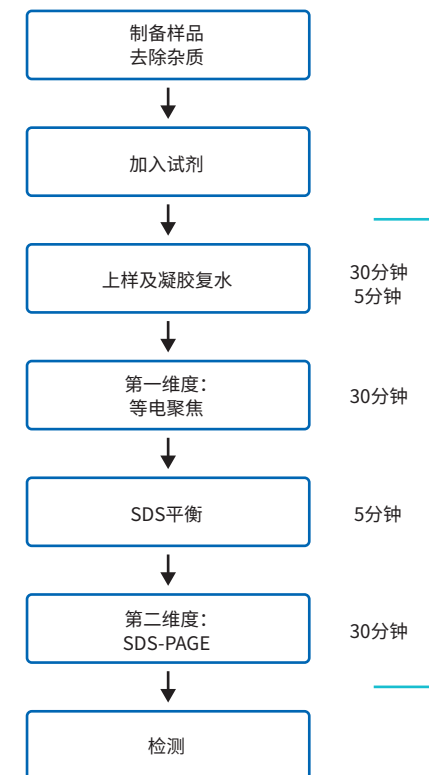 制备样品
去除杂质
加入试剂
上样及凝胶复水
30分钟
5分钟
第一维度：
等电聚焦
30分钟
SDS平衡
5分钟
第二维度：
SDS-PAGE
30分钟
检测